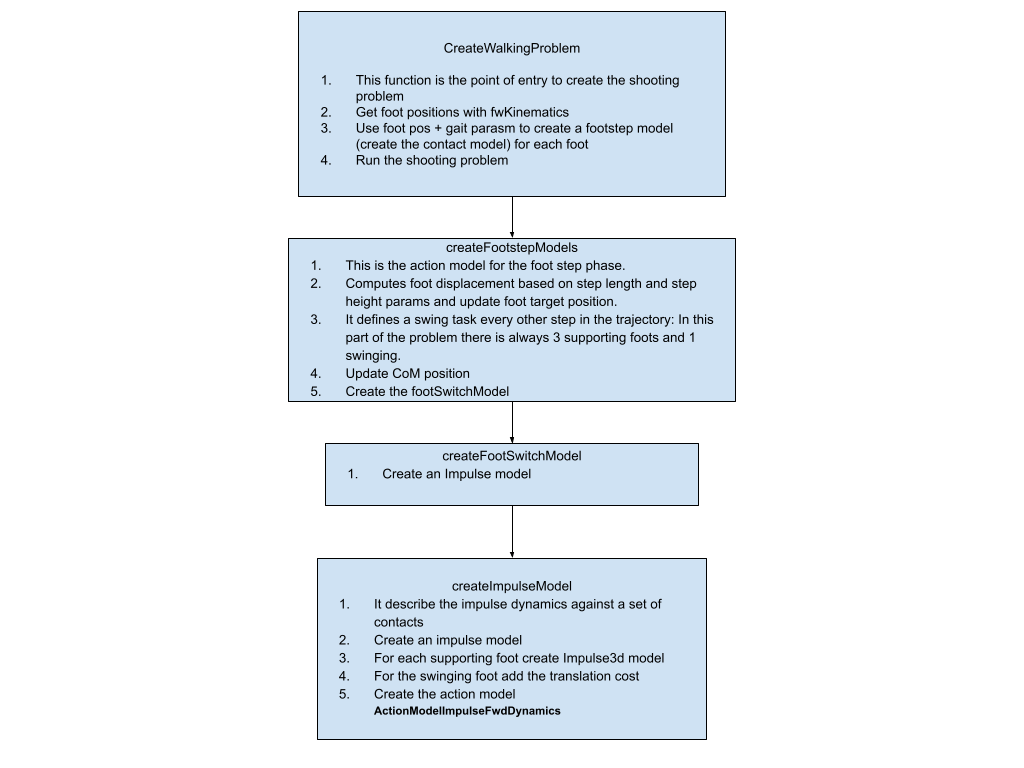 CreateWalkingProblem
1. This function is the point of entry to create the shooting
problem
2. Get foot positions with fwKinematics
3. Use foot pos + gait parasm to create a footstep model
(create the contact model) for each foot
4. Run the shooting problem
createFootstepModels
1. This is the action model for the foot step phase.
2. Computes foot displacement based on step length and step
height params and update foot target position.
3. It defines a swing task every other step in the trajectory: In this
part of the problem there is always 3 supporting foots and 1
swinging.
4. Update CoM position
5. Create the footSwitchModel
createFootSwitchModel
1. Create an Impulse model
createImpulseModel
1. It describe the impulse dynamics against a set of
contacts
2. Create an impulse model
3. For each supporting foot create Impulse3d model
4. For the swinging foot add the translation cost
5. Create the action model
ActionModelImpulseFwdDynamics